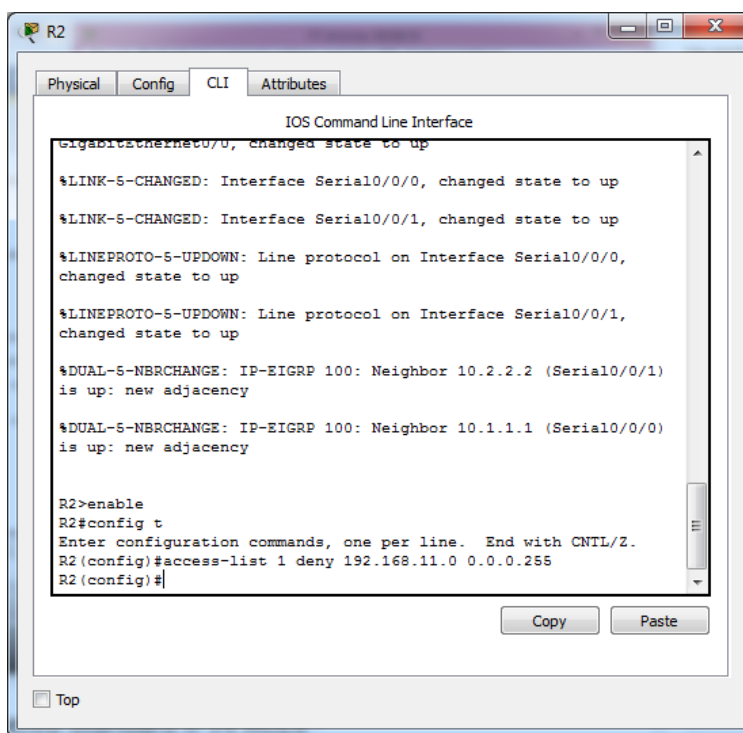 R2
Physical
Config
CLI
Attributes
IOS Command Line Interface
GigabitEthernet0/0, changed state to up
%LINK-5-CHANGED: Interface Serial0/0/0, changed state to up
%LINK-5-CHANGED: Interface Serial0/0/1, changed state to up
%LINEPROTO-5-UPDOWN: Line protocol on Interface Serial0/0/0,
changed state to up
%LINEPROTO-5-UPDOWN: Line protocol on Interface Serial0/0/1,
changed state to up
%DUAL-5-NBRCHANGE: IP-EIGRP 100: Neighbor 10.2.2.2 (Serial0/0/1)
is up: new adjacency
%DUAL-5-NBRCHANGE: IP-EIGRP 100: Neighbor 10.1.1.1 (Serial0/0/0)
is up: new adjacency
R2>enable
R2#config t
Enter configuration commands, one per line.  End with CNTL/Z.
R2(config)#access-list 1 deny 192.168.11.0 0.0.0.255
R2(config)#
Copy
Paste
Top